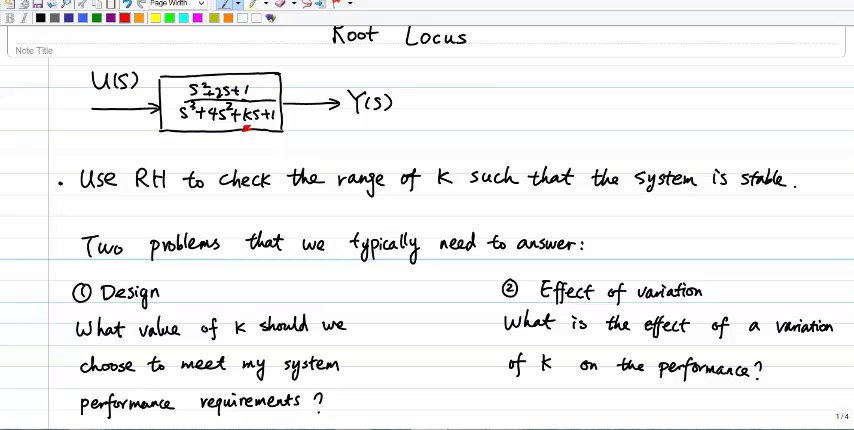 Page Width
B I
Root Locus
Note Title
U(s)
s²+2s+1
s³+4s²+ks+1
Y(s)
. Use RH to check the range of K such that the system is stable.
Two problems that we typically need to answer:
① Design
What value of K should we
choose to meet my system
performance requirements?
② Effect of variation
What is the effect of a variation
of K on the performance?
1/4